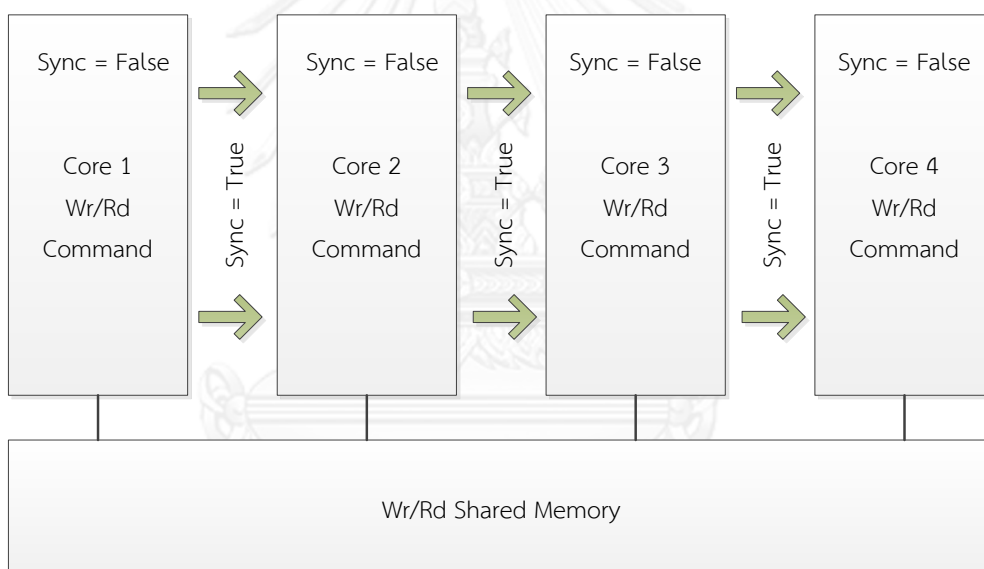 Sync = False
Core 1
Wr/Rd
Command
Sync = True
Sync = False
Core 2
Wr/Rd
Command
Sync = True
Sync = False
Core 3
Wr/Rd
Command
Sync = True
Sync = False
Core 4
Wr/Rd
Command
Wr/Rd Shared Memory